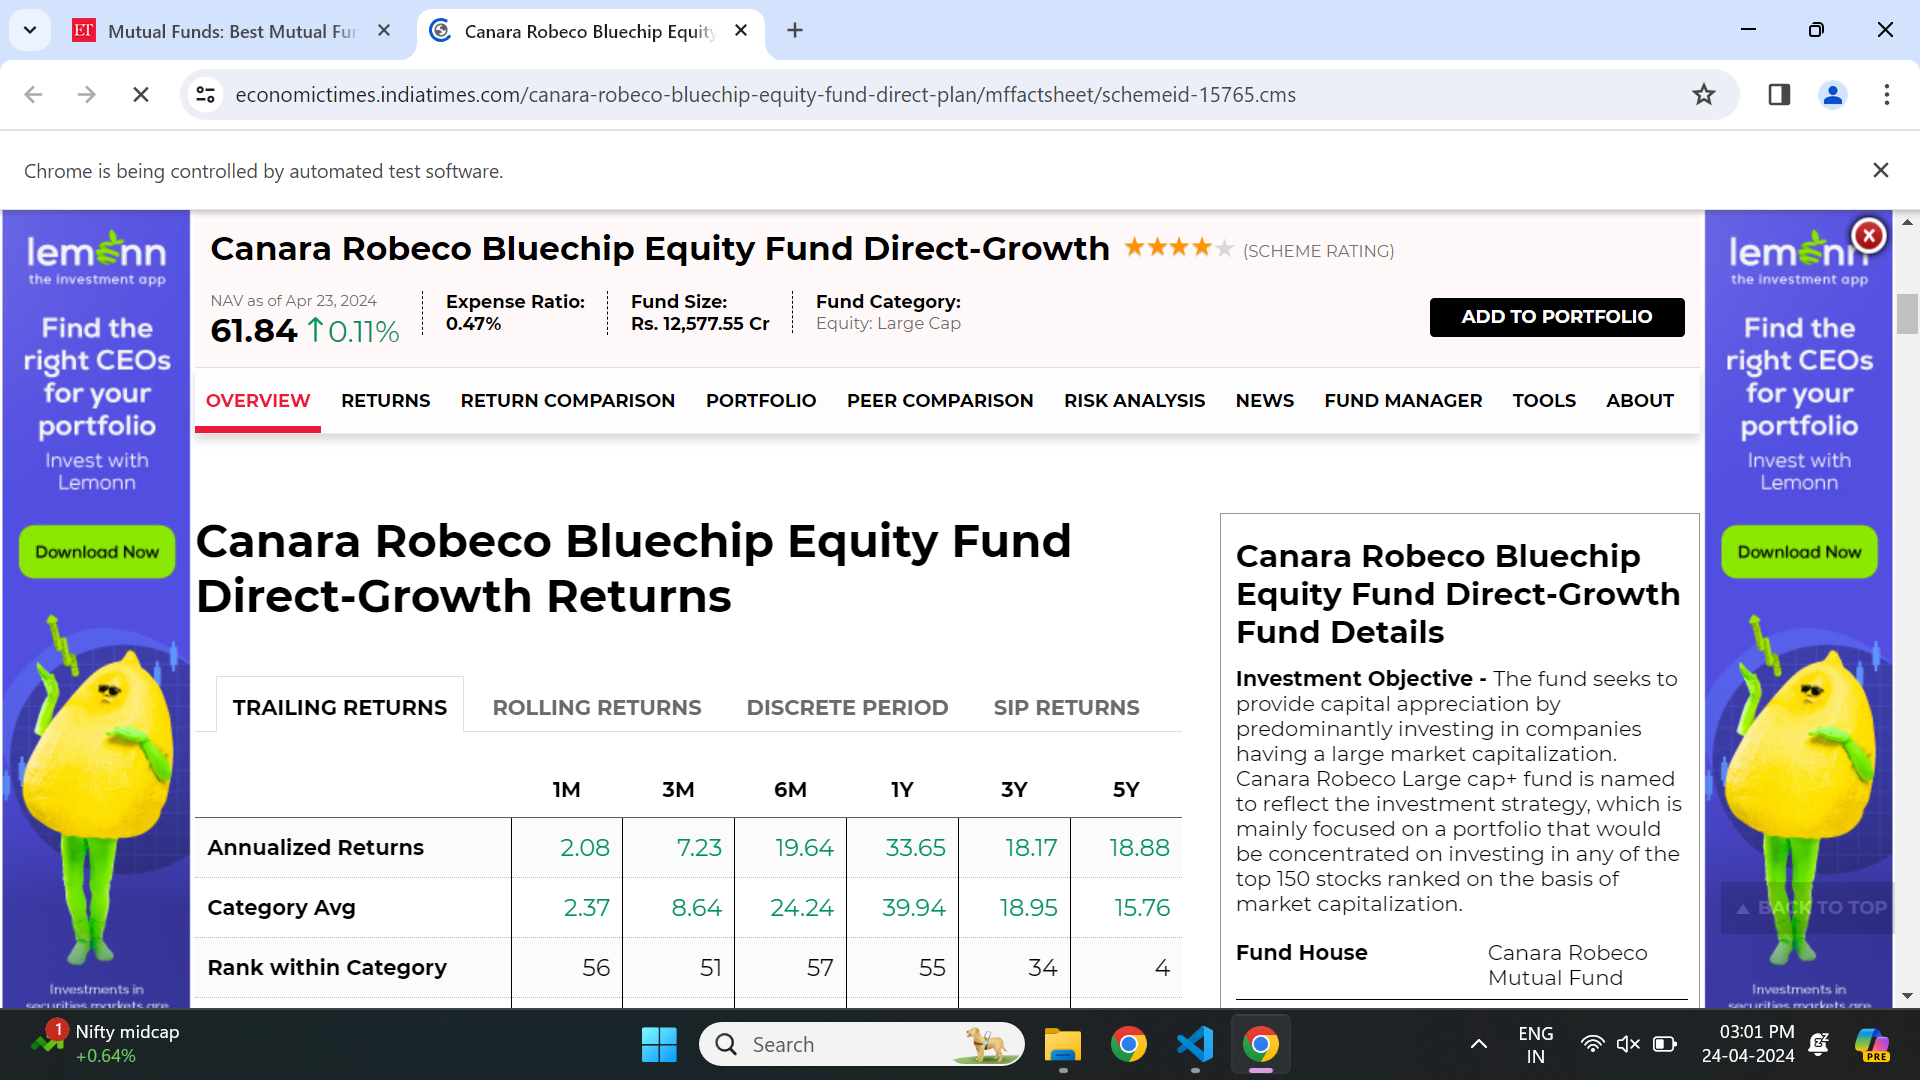 ET Mutual Funds: Best Mutual Fun
Canara Robeco Bluechip Equity
economictimes.indiatimes.com/canara-robeco-bluechip-equity-fund-direct-plan/mffactsheet/schemeid-15765.cms
Chrome is being controlled by automated test software.
lemonn
the investment app
Find the
right CEOs
for your
portfolio
Invest with
Lemonn
Download Now
Investments in
securities markets are
Canara Robeco Bluechip Equity Fund Direct-Growth (SCHEME RATING)
NAV as of Apr 23, 2024
61.84 ↑0.11%
Expense Ratio:
0.47%
Fund Size:
Rs. 12,577.55 Cr
Fund Category:
Equity: Large Cap
ADD TO PORTFOLIO
OVERVIEW RETURNS RETURN COMPARISON PORTFOLIO PEER COMPARISON RISK ANALYSIS NEWS FUND MANAGER TOOLS ABOUT
Canara Robeco Bluechip Equity Fund
Direct-Growth Returns
TRAILING RETURNS ROLLING RETURNS DISCRETE PERIOD SIP RETURNS
1M 3M 6M 1Y 3Y 5Y
Annualized Returns 2.08 7.23 19.64 33.65 18.17 18.88
Category Avg 2.37 8.64 24.24 39.94 18.95 15.76
Rank within Category 56 51 57 55 34 4
Canara Robeco Bluechip
Equity Fund Direct-Growth
Fund Details
Investment Objective - The fund seeks to
provide capital appreciation by
predominantly investing in companies
having a large market capitalization.
Canara Robeco Large cap+ fund is named
to reflect the investment strategy, which is
mainly focused on a portfolio that would
be concentrated on investing in any of the
top 150 stocks ranked on the basis of
market capitalization.
Fund House Canara Robeco
Mutual Fund
lemonn
the investment app
Find the
right CEOs
for your
portfolio
Invest with
Lemonn
Download Now
BACK TO TOP
Investments in
securities markets are
1 Nifty midcap
+0.64%
Search
ENG
IN
03:01 PM
24-04-2024
PRE